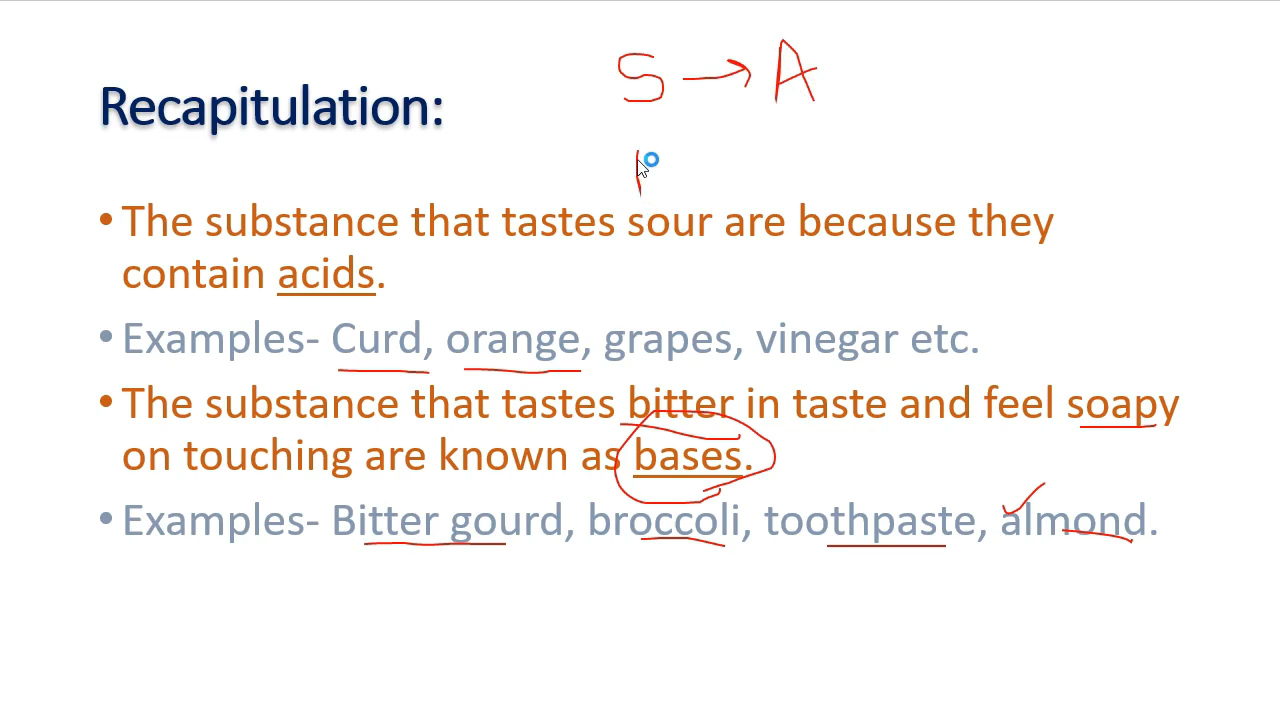 S → A
Recapitulation:
• The substance that tastes sour are because they
contain acids.
• Examples- Curd, orange, grapes, vinegar etc.
• The substance that tastes bitter in taste and feel soapy
on touching are known as bases.
• Examples- Bitter gourd, broccoli, toothpaste, almond.